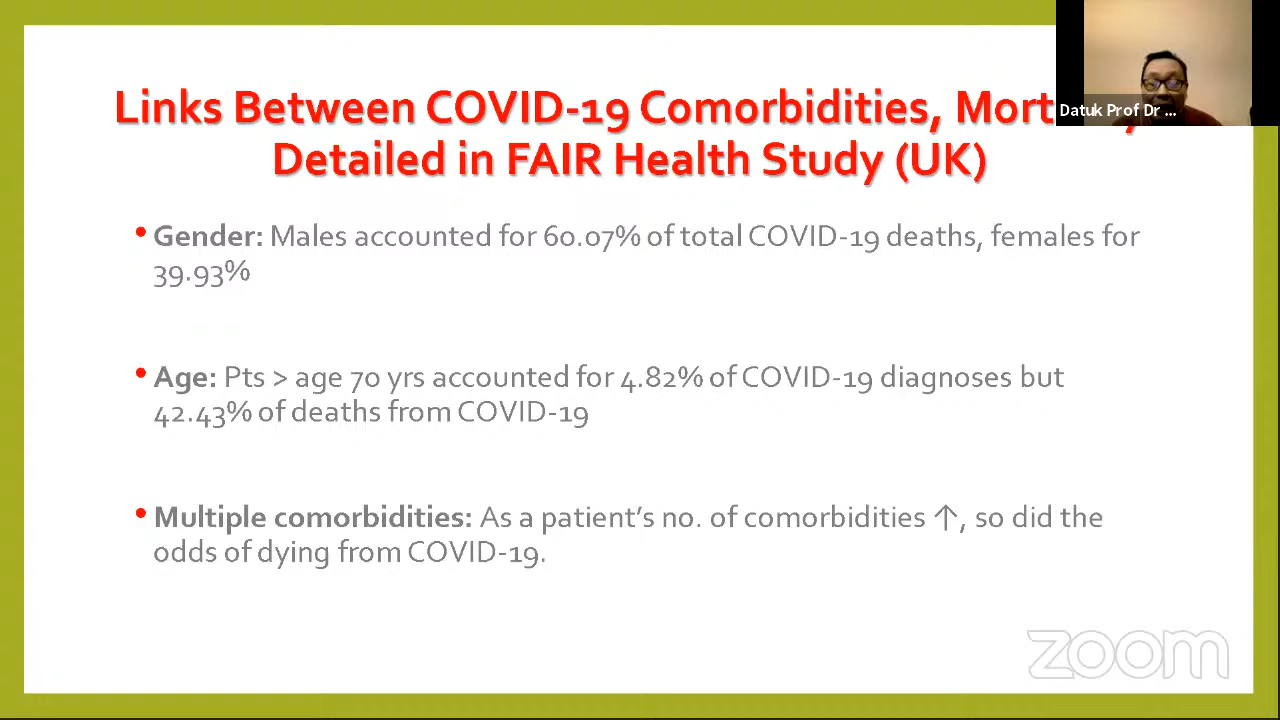 Links Between COVID-19 Comorbidities,
Detailed in FAIR Health Study (UK)
Datuk Prof Dr ...
• Gender: Males accounted for 60.07% of total COVID-19 deaths, females for
39.93%
• Age: Pts > age 70 yrs accounted for 4.82% of COVID-19 diagnoses but
42.43% of deaths from COVID-19
• Multiple comorbidities: As a patient's no. of comorbidities ↑, so did the
odds of dying from COVID-19.
zoom